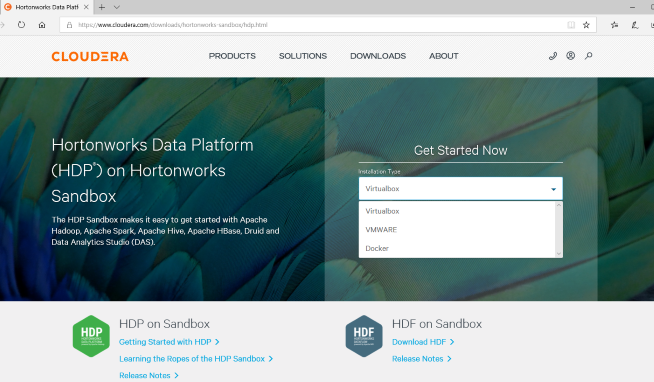 Hortonworks Data Platf
https://www.cloudera.com/downloads/hortonworks-sandbox/hdp.html
CLOUDERA
PRODUCTS SOLUTIONS DOWNLOADS ABOUT
Hortonworks Data Platform
(HDP®) on Hortonworks
Sandbox
The HDP Sandbox makes it easy to get started with Apache
Hadoop, Apache Spark, Apache Hive, Apache HBase, Druid and
Data Analytics Studio (DAS).
Get Started Now
Installation Type
Virtualbox
Virtualbox
VMWARE
Docker
HDP
HDP on Sandbox
Getting Started with HDP >
Learning the Ropes of the HDP Sandbox >
Release Notes >
HDF
HDF on Sandbox
Download HDF >
Release Notes >